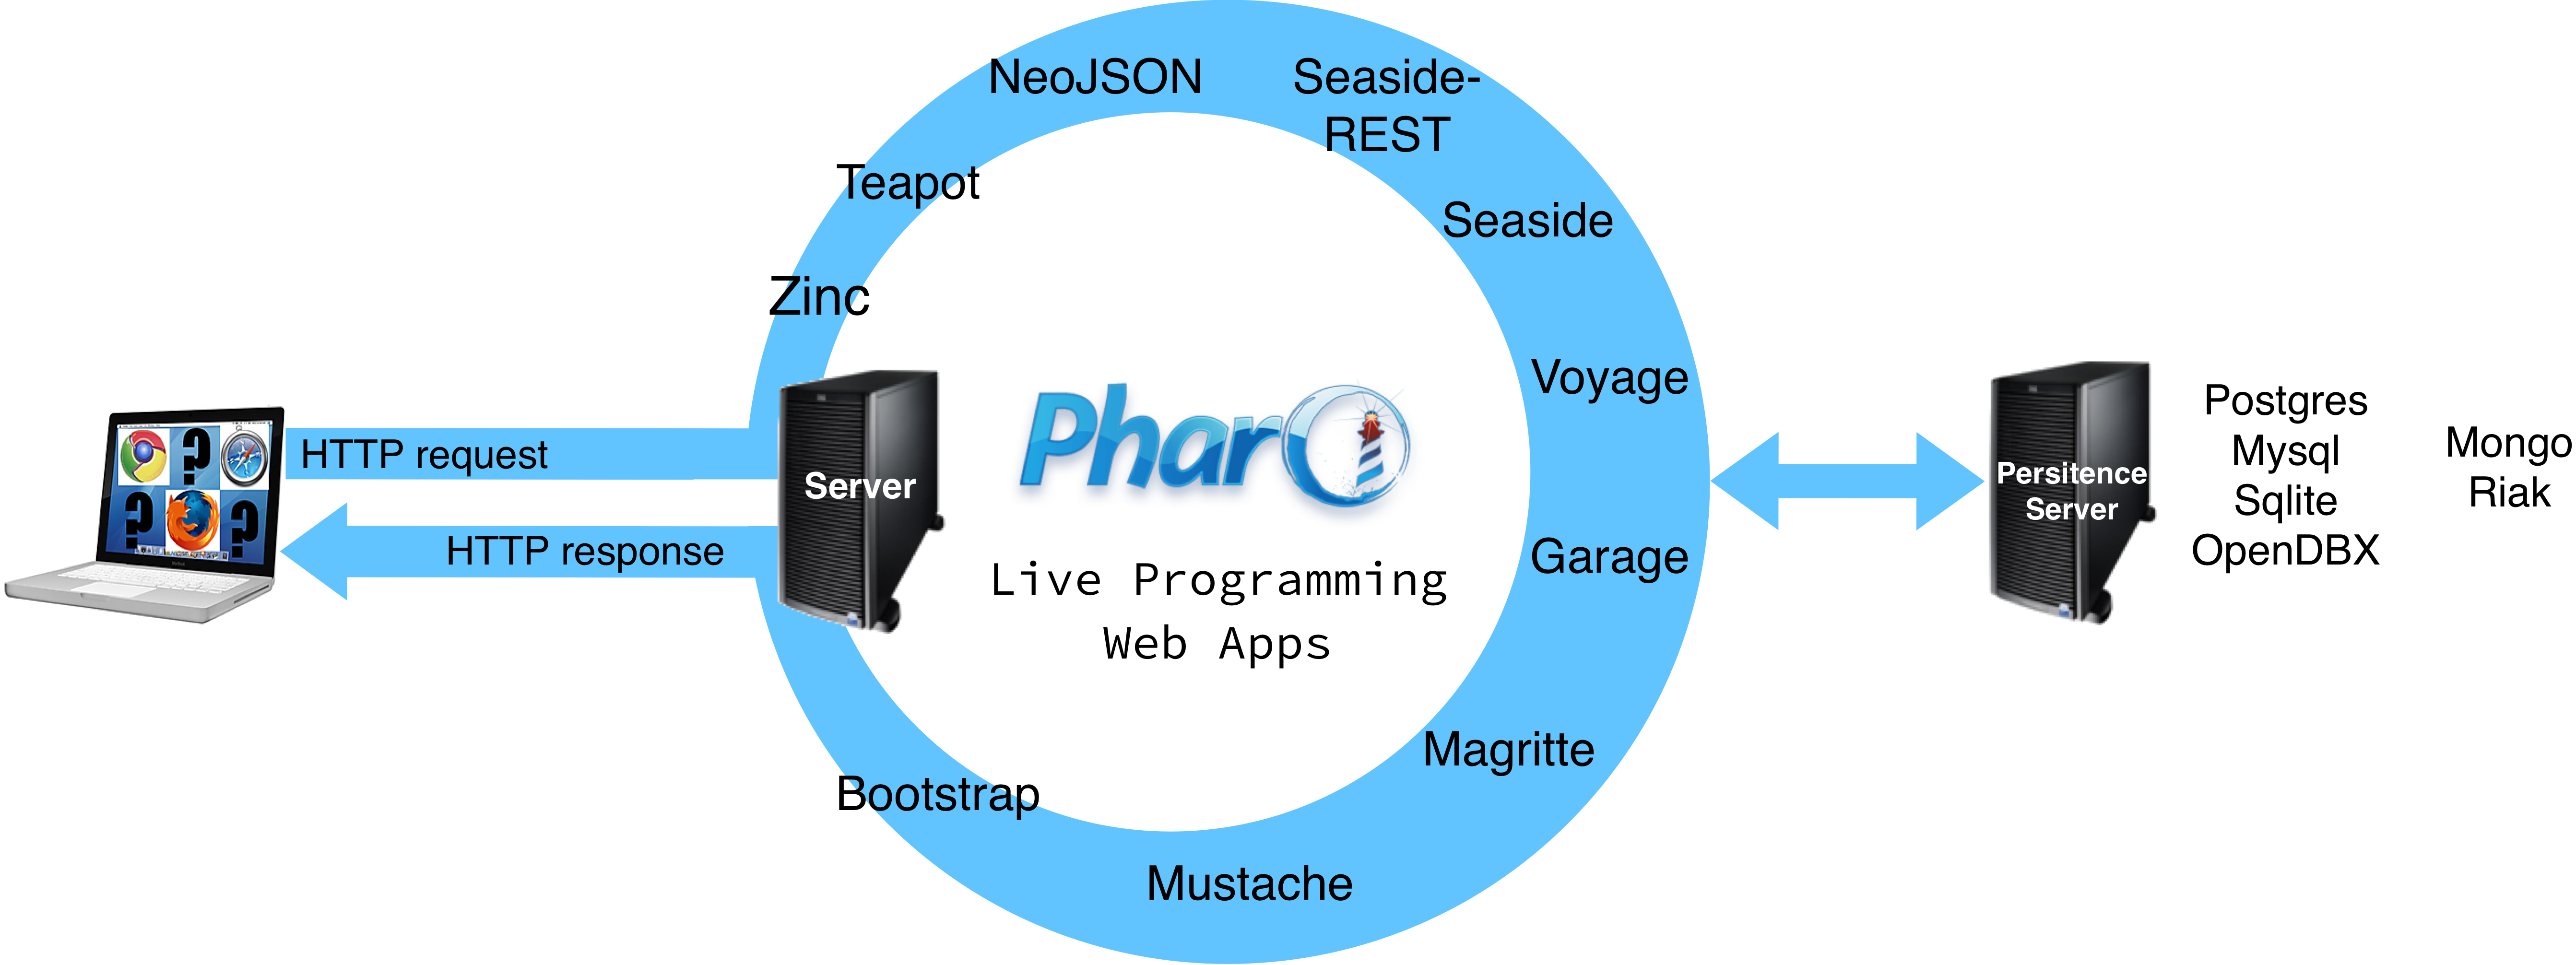 NeoJSON
Seaside-
REST
Teapot
Seaside
Zinc
Voyage
Pharo
HTTP request
Server
HTTP response
Live Programming
Web Apps
Garage
Persitence
Server
Postgres
Mysql
Sqlite
OpenDBX
Mongo
Riak
Magritte
Bootstrap
Mustache
? ? ? ?